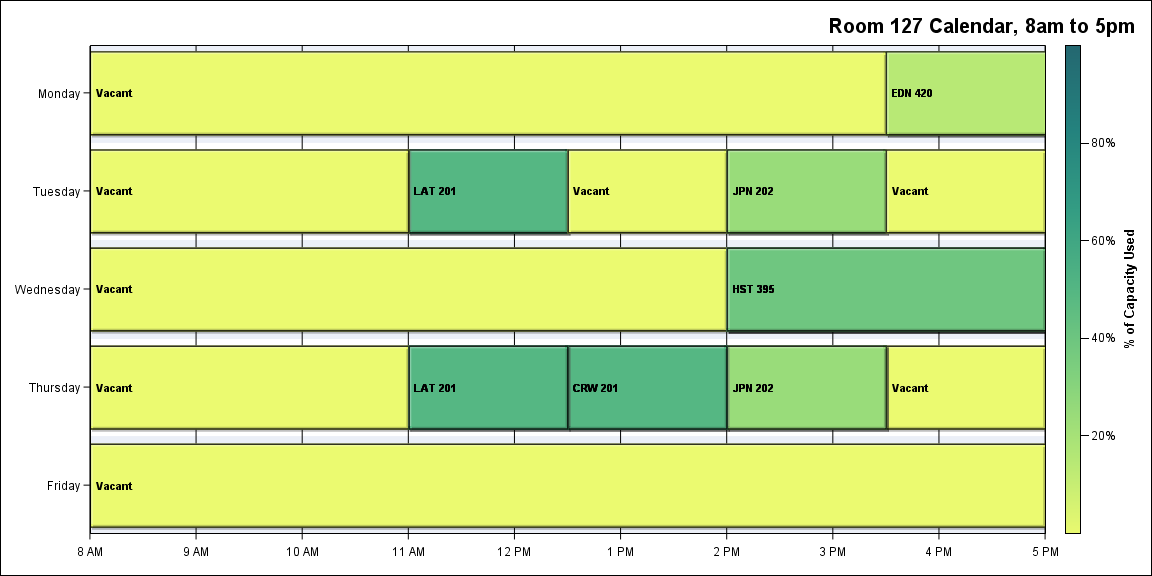 Room 127 Calendar, 8am to 5pm
Monday
Vacant
EDN 420
Tuesday
Vacant
LAT 201
Vacant
JPN 202
Vacant
Wednesday
Vacant
HST 395
Thursday
Vacant
LAT 201
CRW 201
JPN 202
Vacant
Friday
Vacant
8 AM
9 AM
10 AM
11 AM
12 PM
1 PM
2 PM
3 PM
4 PM
5 PM
80%
60%
40%
20%
% of Capacity Used